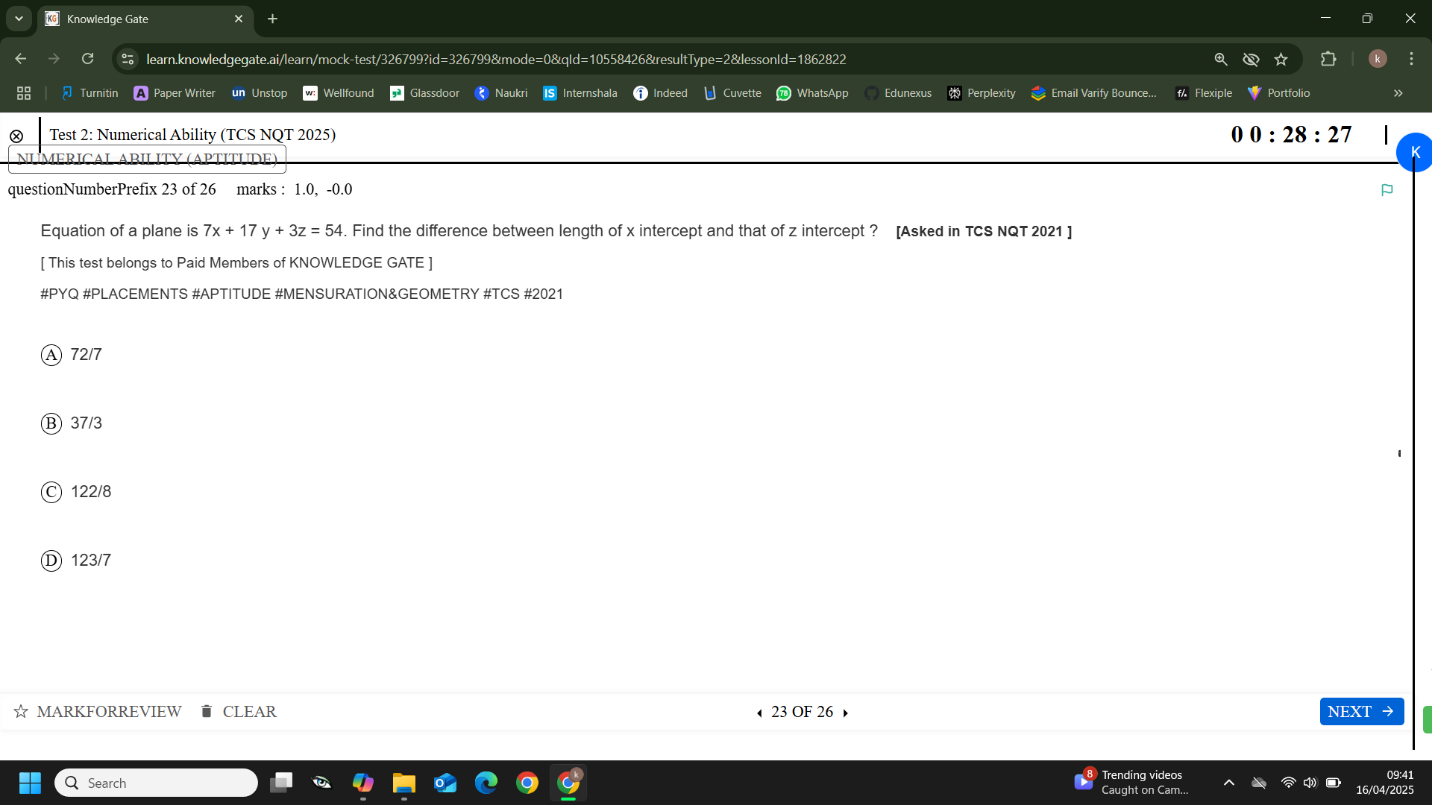 KG Knowledge Gate
learn.knowledgegate.ai/learn/mock-test/326799?id=326799&mode=0&qId=10558426&resultType=2&lessonId=1862822
k
Turnitin
A Paper Writer
un Unstop
w: Wellfound
Glassdoor
Naukri
IS Internshala
Indeed
Cuvette
78 WhatsApp
Edunexus
Perplexity
Email Varify Bounce...
f/. Flexiple
Portfolio
»
Test 2: Numerical Ability (TCS NQT 2025)
0 0 : 28 : 27
K
NUMERICAL ABILITY (APTITUDE)
questionNumberPrefix 23 of 26 marks : 1.0, -0.0
Equation of a plane is 7x + 17 y + 3z = 54. Find the difference between length of x intercept and that of z intercept ? [Asked in TCS NQT 2021 ]
[ This test belongs to Paid Members of KNOWLEDGE GATE ]
#PYQ #PLACEMENTS #APTITUDE #MENSURATION&GEOMETRY #TCS #2021
A 72/7
B 37/3
C 122/8
D 123/7
MARKFORREVIEW
CLEAR
23 OF 26
NEXT
Search
k
8
Trending videos
Caught on Cam...
09:41
16/04/2025